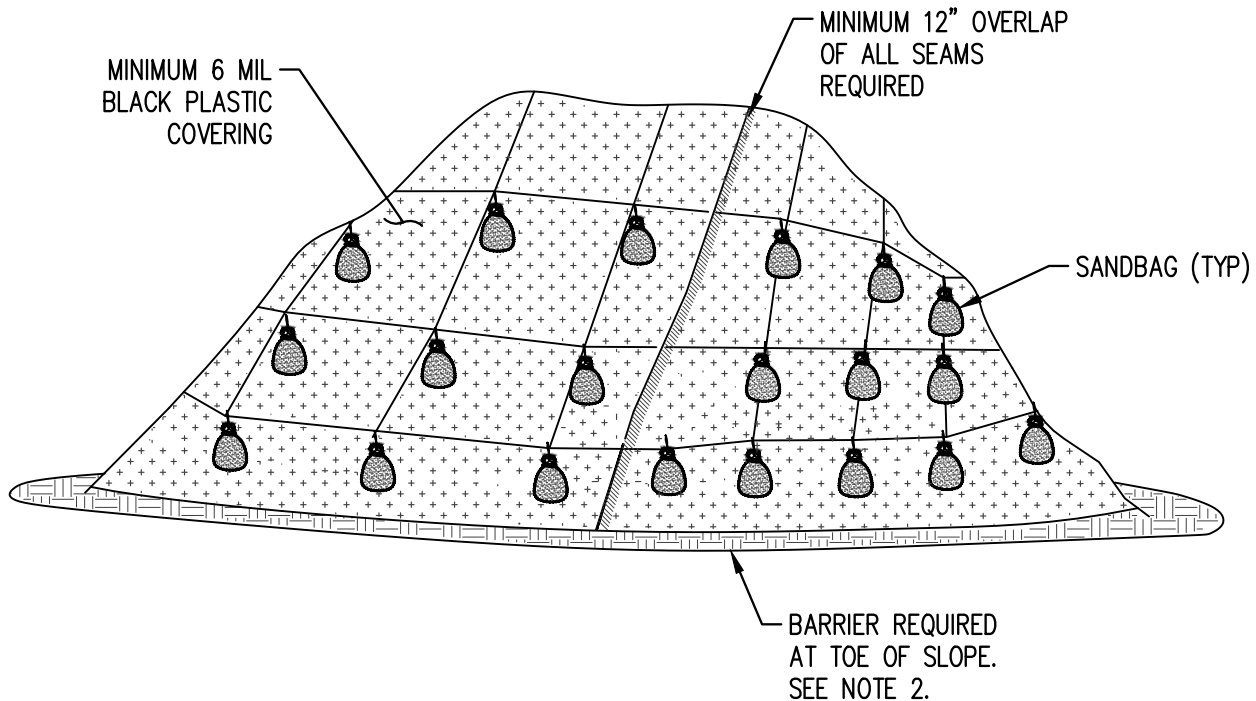 MINIMUM 6 MIL
BLACK PLASTIC
COVERING
MINIMUM 12” OVERLAP
OF ALL SEAMS
REQUIRED
SANDBAG (TYP)
BARRIER REQUIRED
AT TOE OF SLOPE.
SEE NOTE 2.